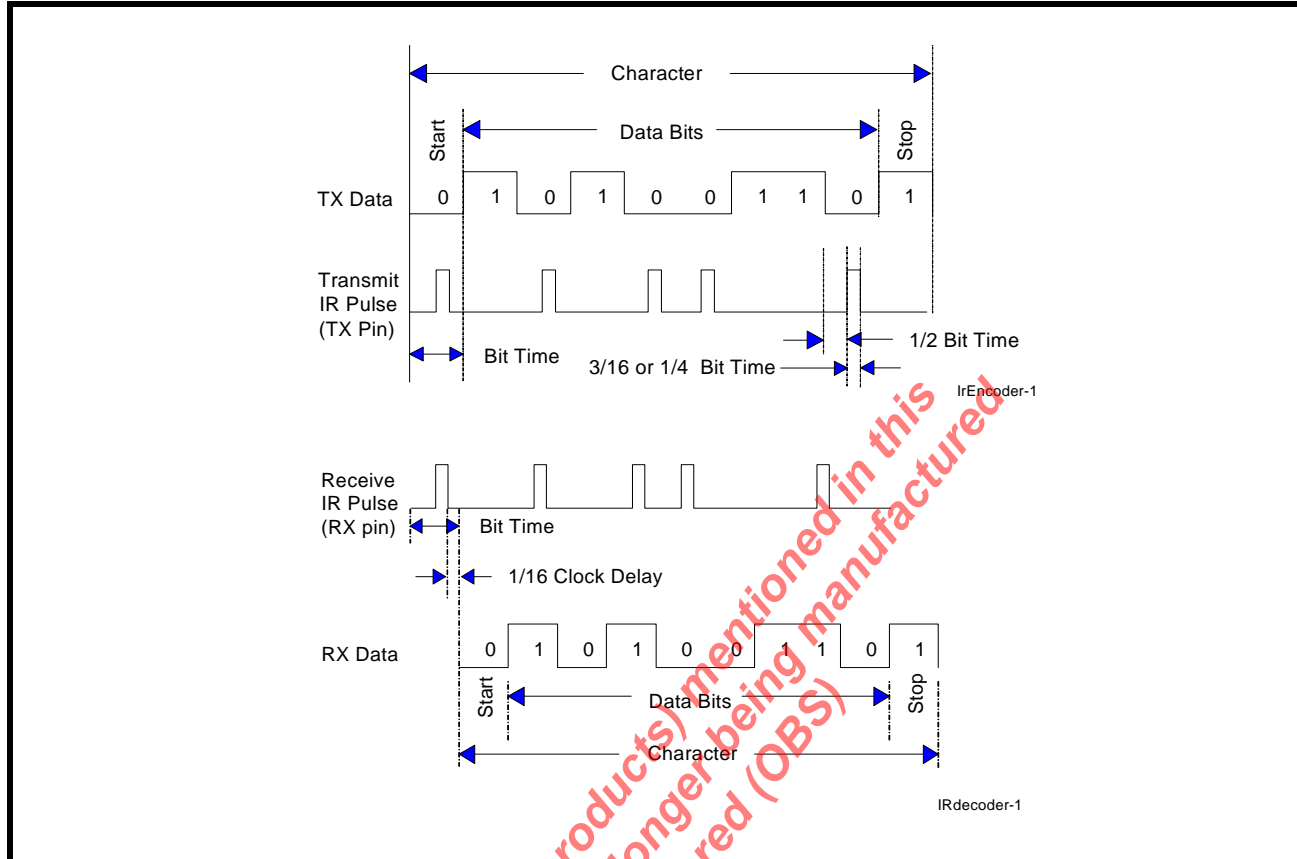 Character
Start
Data Bits
Stop
TX Data
0 1 0 1 0 0 1 1 0 1
Transmit
IR Pulse
(TX Pin)
Bit Time
1/2 Bit Time
3/16 or 1/4 Bit Time
IrEncoder-1
Receive
IR Pulse
(RX pin)
Bit Time
1/16 Clock Delay
RX Data
0 1 0 1 0 0 1 1 0 1
Start
Data Bits
Stop
Character
IRdecoder-1
roducts) mentioned in this
longer being manufactured
red (OBS)